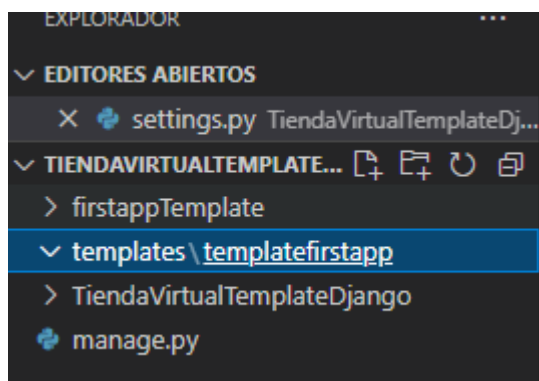 EXPLORADOR ...
EDITORES ABIERTOS
settings.py TiendaVirtualTemplateDj...
TIENDAVIRTUALTEMPLATE...
firstappTemplate
templates\templatefirstapp
TiendaVirtualTemplateDjango
manage.py